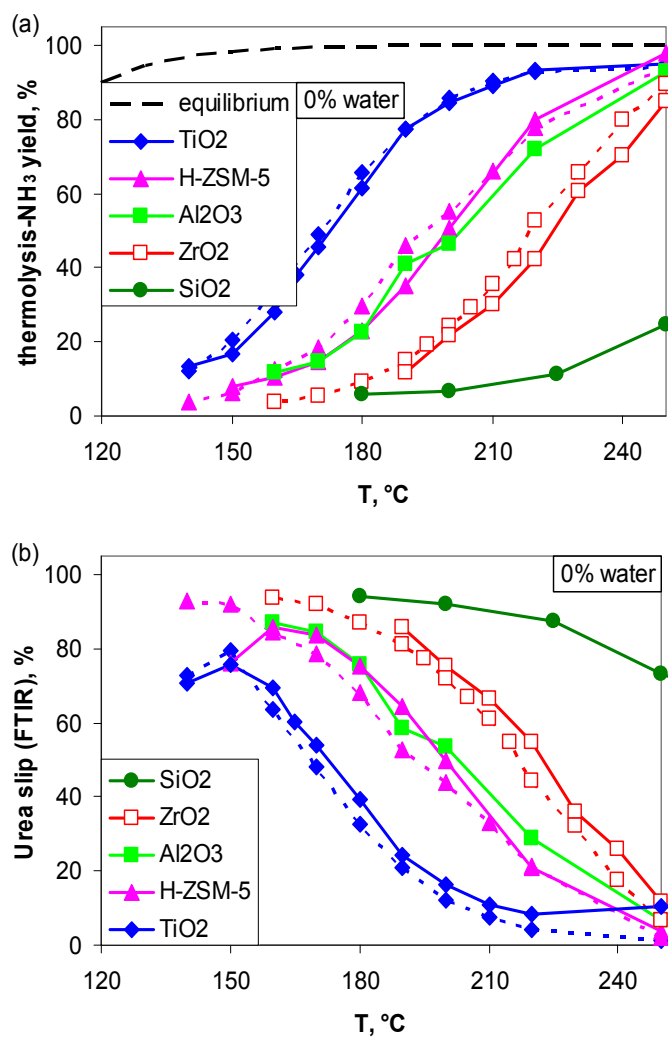 (a)
100
80
60
40
20
0
thermolysis-NH₃ yield, %
equilibrium
TiO2
H-ZSM-5
Al2O3
ZrO2
SiO2
0% water
120 150 180 210 240
T, °C
(b)
0% water
100
80
60
40
20
0
Urea slip (FTIR), %
SiO2
ZrO2
Al2O3
H-ZSM-5
TiO2
120 150 180 210 240
T, °C